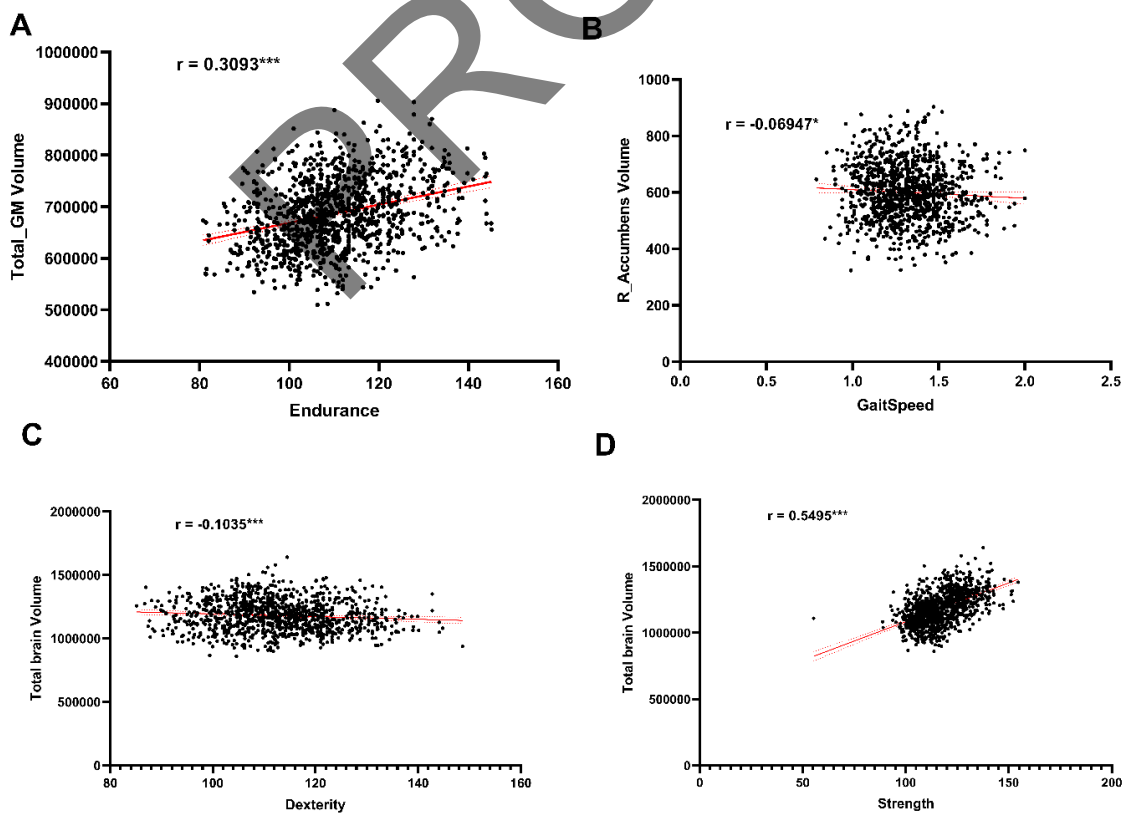 A
r = 0.3093***
Total_GM Volume
1000000
900000
800000
700000
600000
500000
400000
60
80
100
120
140
160
Endurance
B
r = -0.06947*
R_Accumbens Volume
1000
800
600
400
200
0
0.0
0.5
1.0
1.5
2.0
2.5
GaitSpeed
C
r = -0.1035***
Total brain Volume
2000000
1500000
1000000
500000
0
80
100
120
140
160
Dexterity
D
r = 0.5495***
Total brain Volume
2000000
1500000
1000000
500000
0
0
50
100
150
200
Strength
PRO